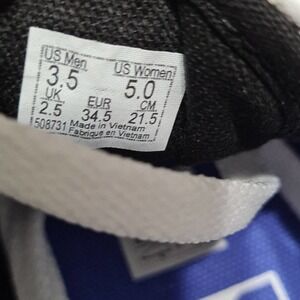 US Men US Women
3.5 5.0
UK EUR CM
2.5 34.5 21.5
508731 Made in Vietnam
Fabriqué en Vietnam